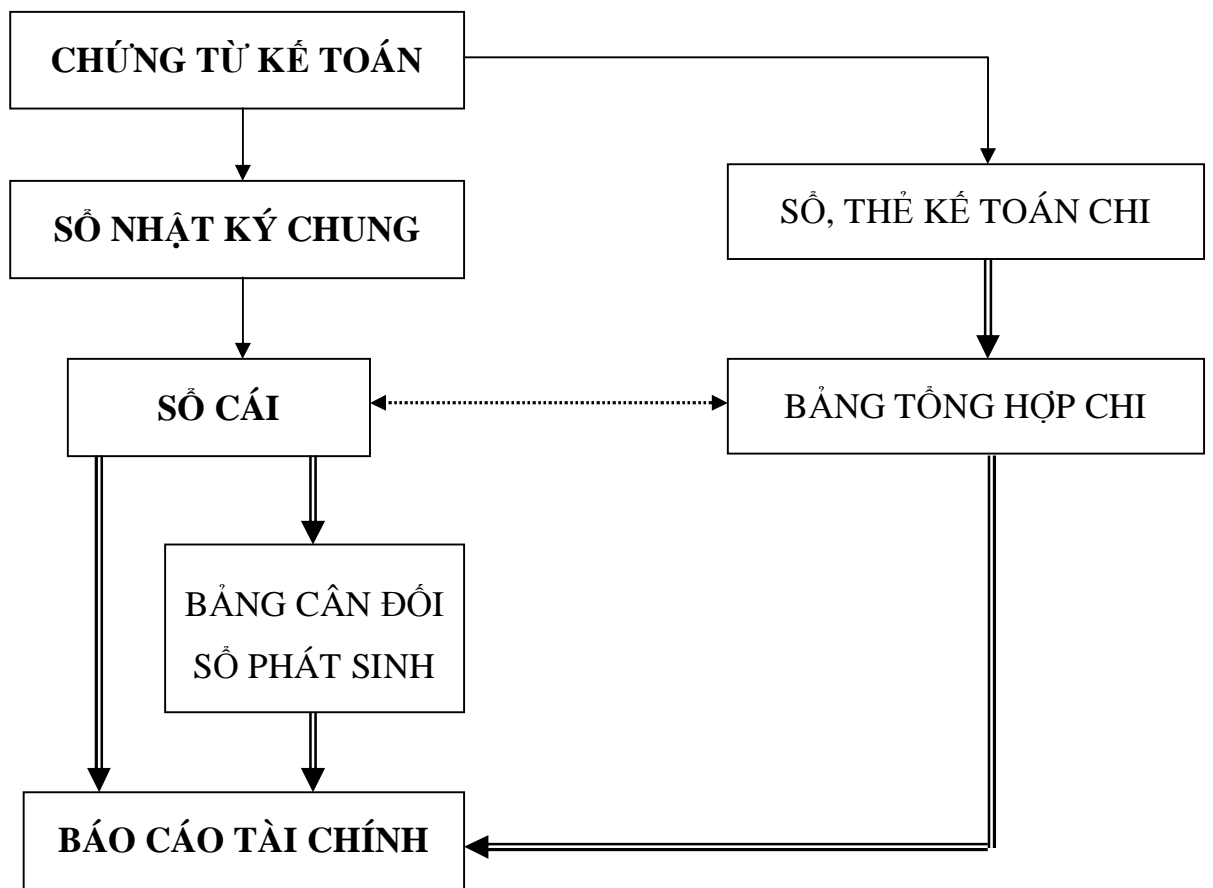 CHỨNG TỪ KẾ TOÁN
SỔ NHẬT KÝ CHUNG
SỔ, THẺ KẾ TOÁN CHI
SỔ CÁI
BẢNG TỔNG HỢP CHI
BẢNG CÂN ĐỐI
SỔ PHÁT SINH
BÁO CÁO TÀI CHÍNH